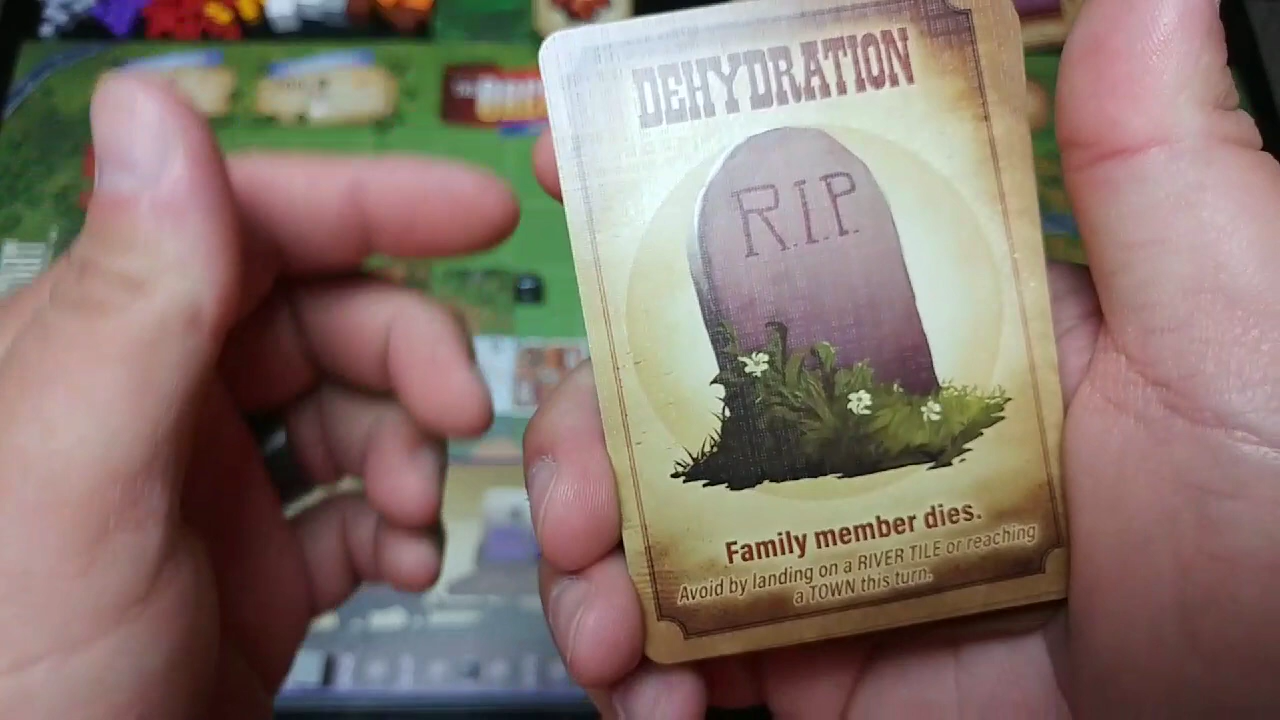 DEHYDRATION
R.I.P.
Family member dies.
Avoid by landing on a RIVER TILE or reaching
a TOWN this turn.